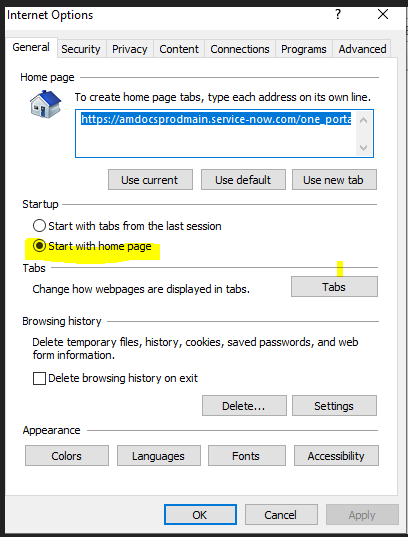 Internet Options
?
General Security Privacy Content Connections Programs Advanced
Home page
To create home page tabs, type each address on its own line.
https://amdocsprodmain.service-now.com/one_porta
Use current Use default Use new tab
Startup
Start with tabs from the last session
Start with home page
Tabs
Change how webpages are displayed in tabs.
Tabs
Browsing history
Delete temporary files, history, cookies, saved passwords, and web
form information.
Delete browsing history on exit
Delete... Settings
Appearance
Colors Languages Fonts Accessibility
OK Cancel Apply